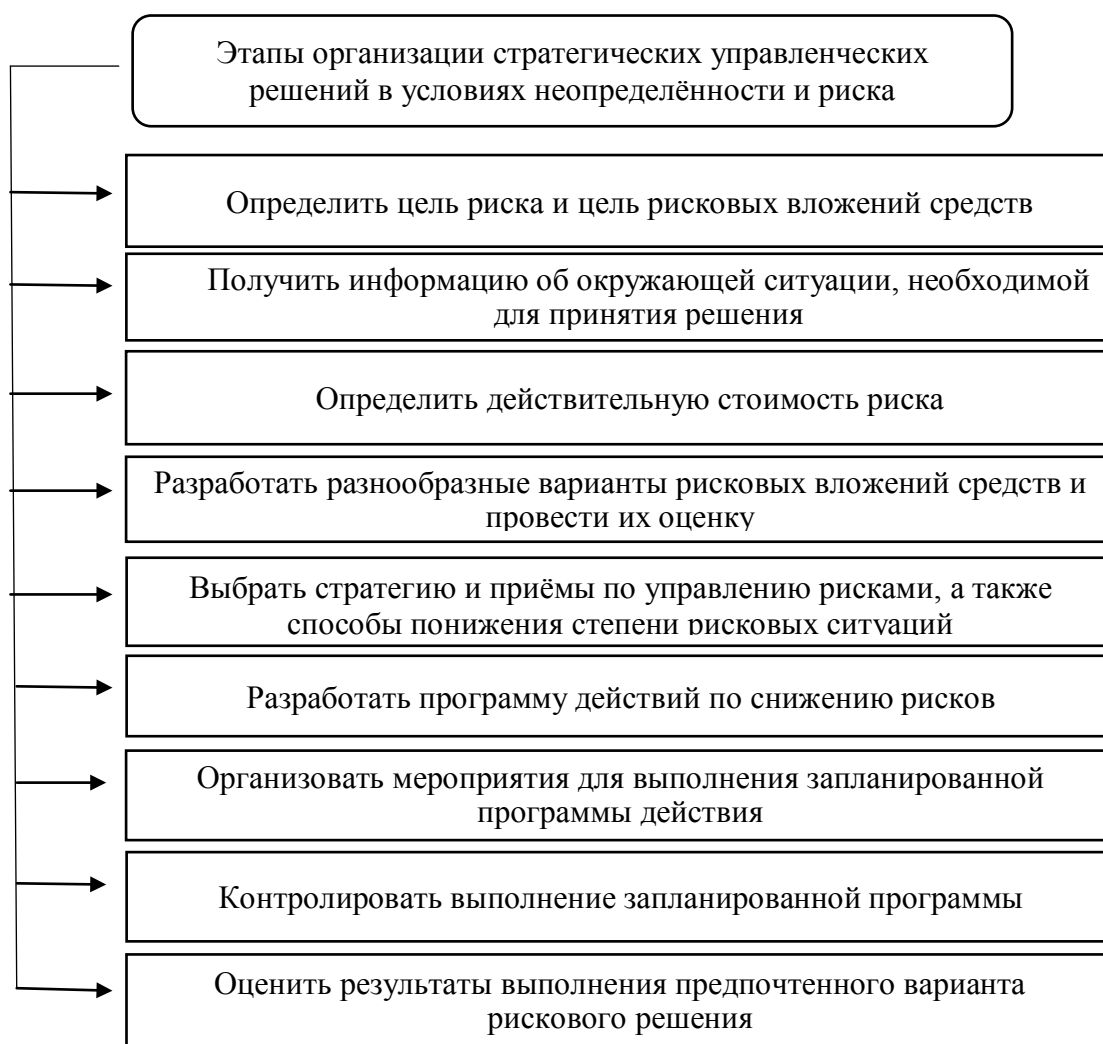 Этапы организации стратегических управленческих
решений в условиях неопределённости и риска
Определить цель риска и цель рисковых вложений средств
Получить информацию об окружающей ситуации, необходимой
для принятия решения
Определить действительную стоимость риска
Разработать разнообразные варианты рисковых вложений средств и
провести их оценку
Выбрать стратегию и приёмы по управлению рисками, а также
способы понижения степени рисковых ситуаций
Разработать программу действий по снижению рисков
Организовать мероприятия для выполнения запланированной
программы действия
Контролировать выполнение запланированной программы
Оценить результаты выполнения предпочтенного варианта
рискового решения